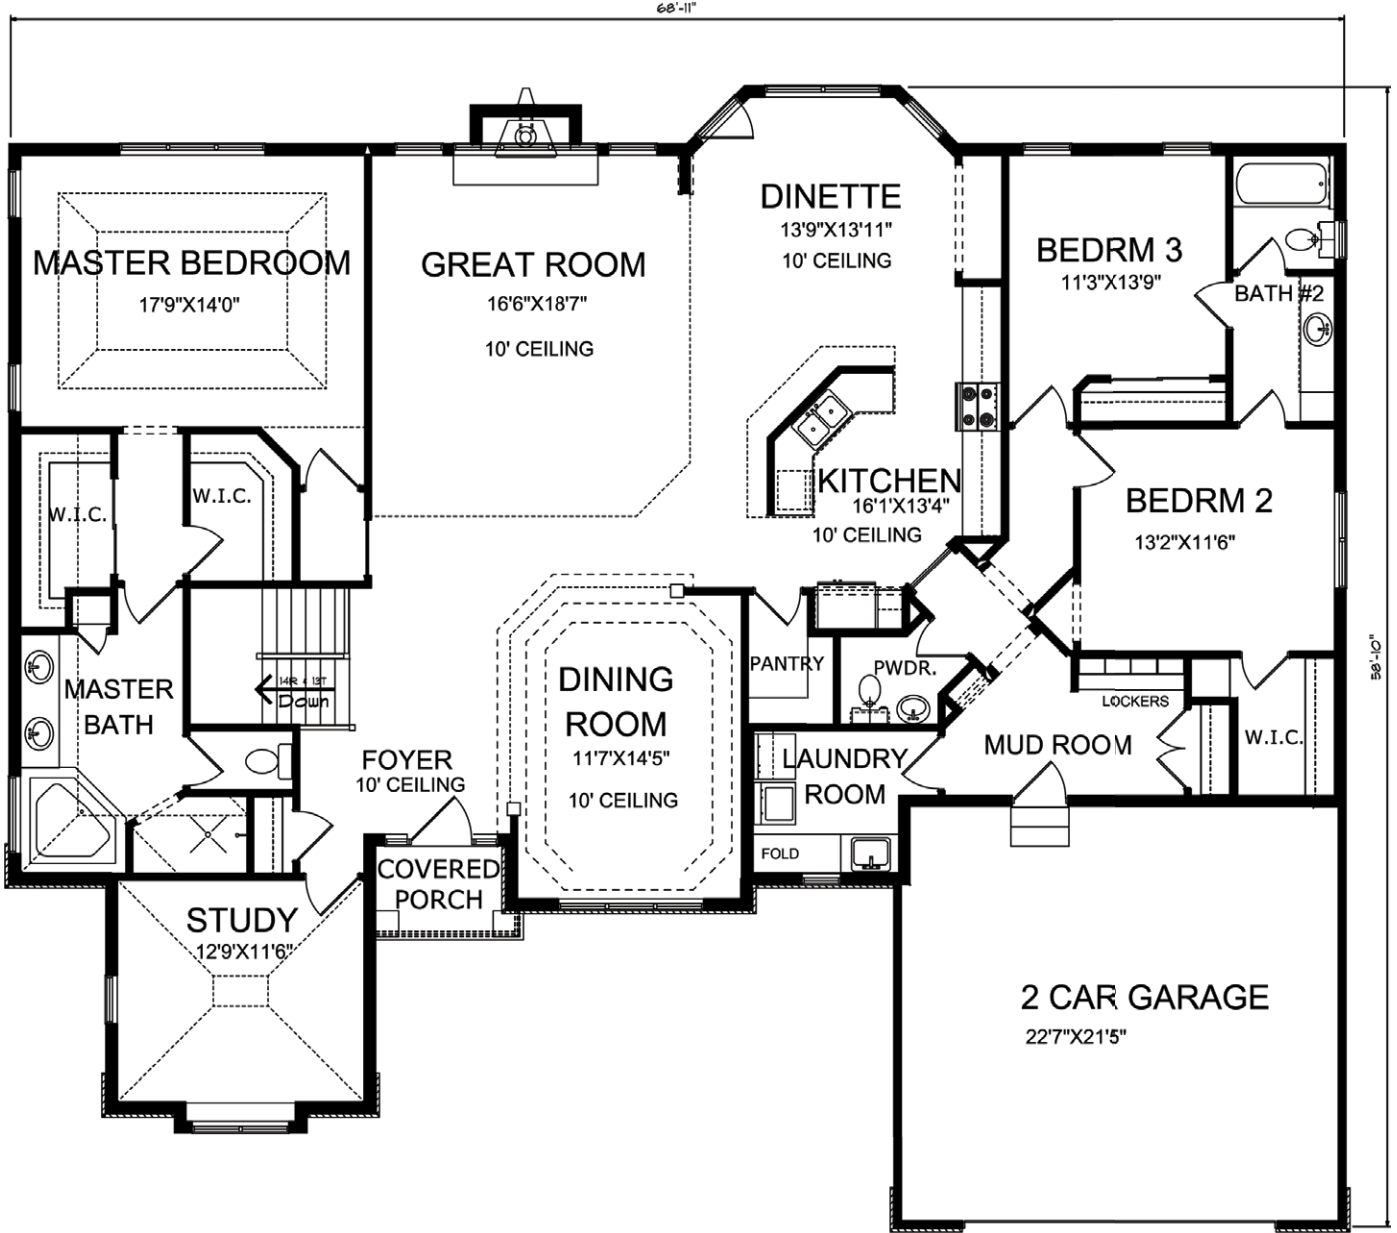 68'-11"
DINETTE
13'9"X13'11"
10' CEILING
MASTER BEDROOM
17'9"X14'0"
GREAT ROOM
16'6"X18'7"
10' CEILING
BEDRM 3
11'3"X13'9"
BATH #2
W.I.C.
W.I.C.
KITCHEN
16'1"X13'4"
10' CEILING
BEDRM 2
13'2"X11'6"
58'-10"
MASTER
BATH
14R & 13T
Down
DINING
ROOM
11'7"X14'5"
10' CEILING
PANTRY
PWDR.
LOCKERS
FOYER
10' CEILING
LAUNDRY
ROOM
MUD ROOM
W.I.C.
FOLD
COVERED
PORCH
STUDY
12'9'X11'6"
2 CAR GARAGE
22'7"X21'5"